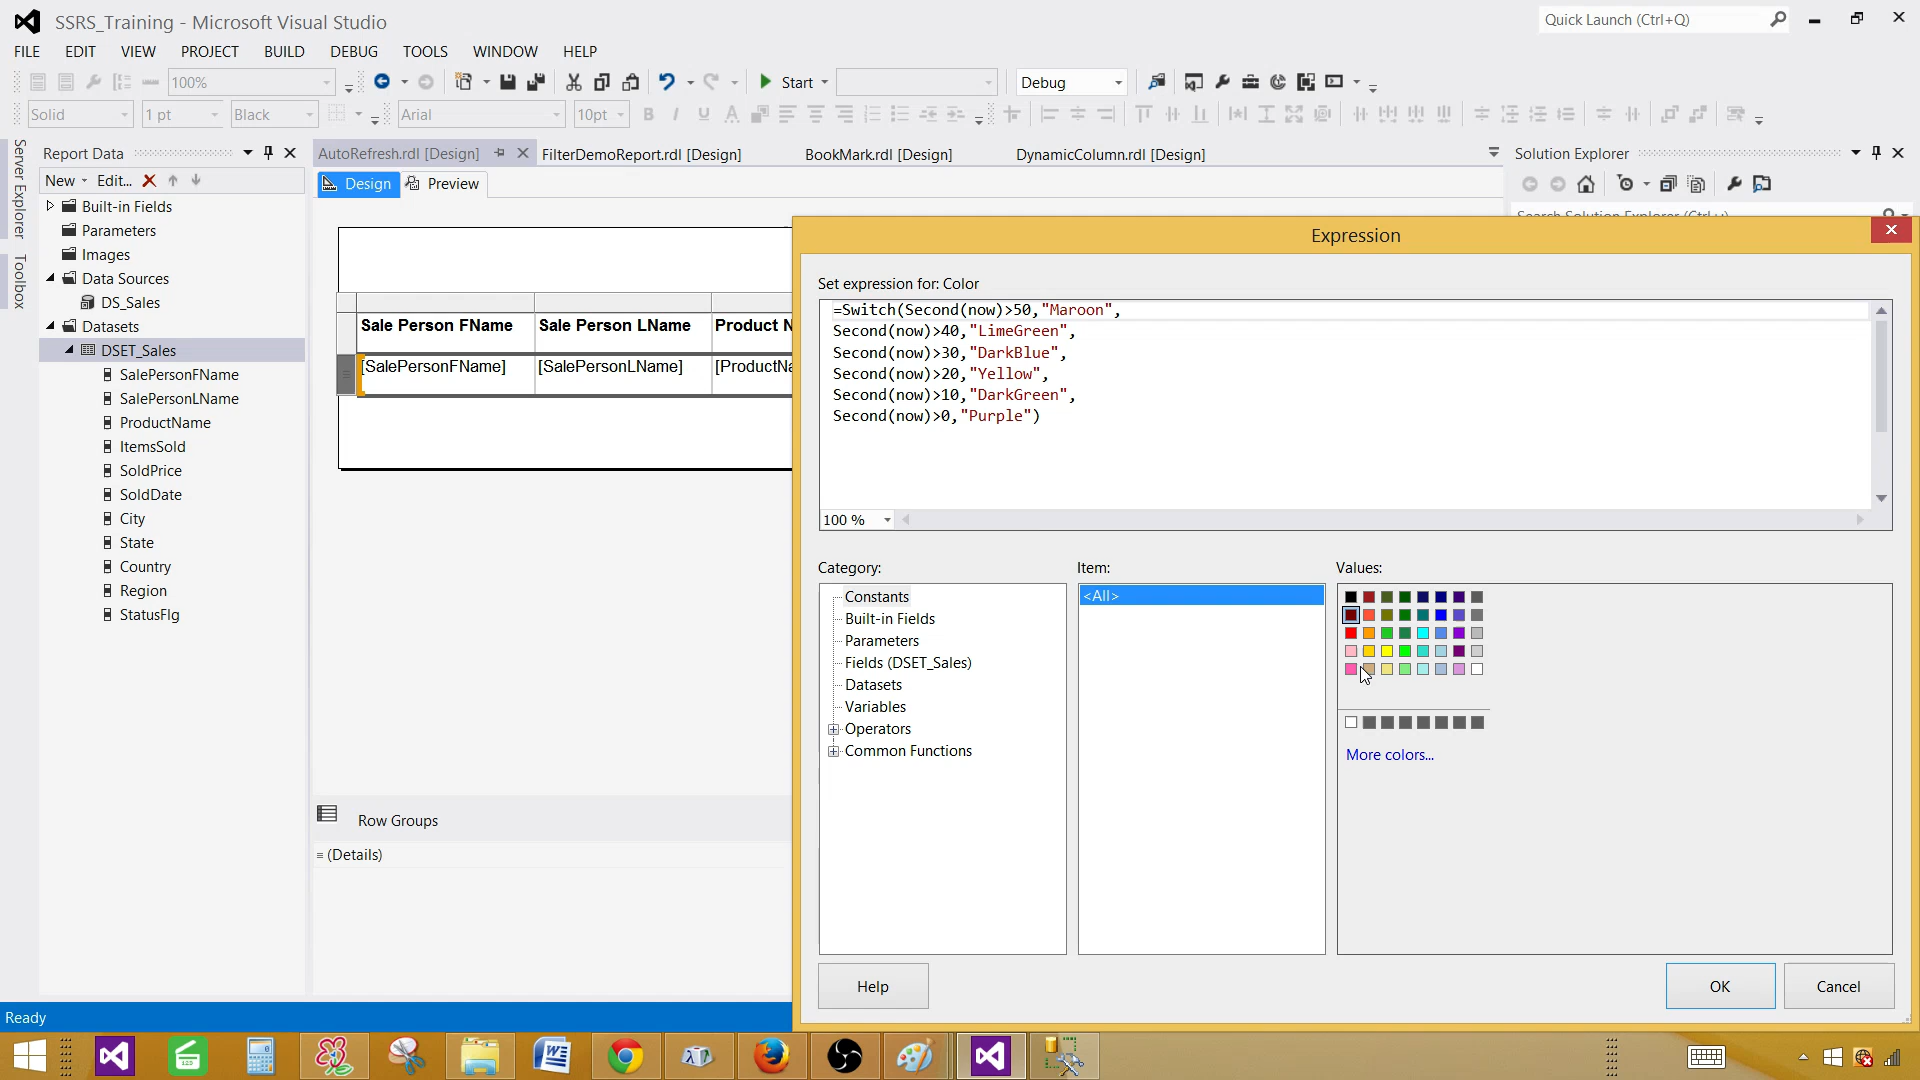 SSRS_Training - Microsoft Visual Studio
Quick Launch (Ctrl+Q)
FILE EDIT VIEW PROJECT BUILD DEBUG TOOLS WINDOW HELP
100%
Start
Debug
Solid
1 pt
Black
Arial
10pt
Server Explorer
Toolbox
Report Data
New Edit...
Built-in Fields
Parameters
Images
Data Sources
DS_Sales
Datasets
DSET_Sales
SalePersonFName
SalePersonLName
ProductName
ItemsSold
SoldPrice
SoldDate
City
State
Country
Region
StatusFlg
AutoRefresh.rdl [Design]
FilterDemoReport.rdl [Design]
BookMark.rdl [Design]
DynamicColumn.rdl [Design]
Design
Preview
Solution Explorer
Search Solution Explorer (Ctrl+;)
Sale Person FName
Sale Person LName
Product N
[SalePersonFName]
[SalePersonLName]
[ProductNa
Row Groups
(Details)
Expression
Set expression for: Color
=Switch(Second(now)>50,"Maroon",
Second(now)>40,"LimeGreen",
Second(now)>30,"DarkBlue",
Second(now)>20,"Yellow",
Second(now)>10,"DarkGreen",
Second(now)>0,"Purple")
100 %
Category:
Item:
Values:
Constants
Built-in Fields
Parameters
Fields (DSET_Sales)
Datasets
Variables
Operators
Common Functions
<All>
More colors...
Help
OK
Cancel
Ready